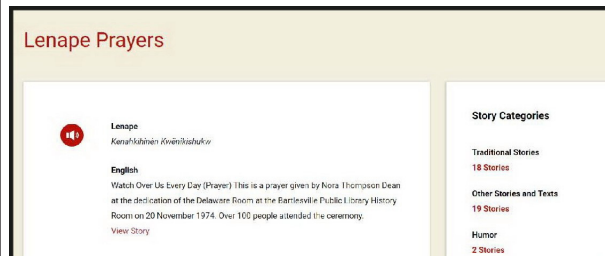 Lenape Prayers
Lenape
Kenahkihinèn Kwënikishukw
English
Watch Over Us Every Day (Prayer) This is a prayer given by Nora Thompson Dean
at the dedication of the Delaware Room at the Bartlesville Public Library History
Room on 20 November 1974. Over 100 people attended the ceremony.
View Story
Story Categories
Traditional Stories
18 Stories
Other Stories and Texts
19 Stories
Humor
2 Stories